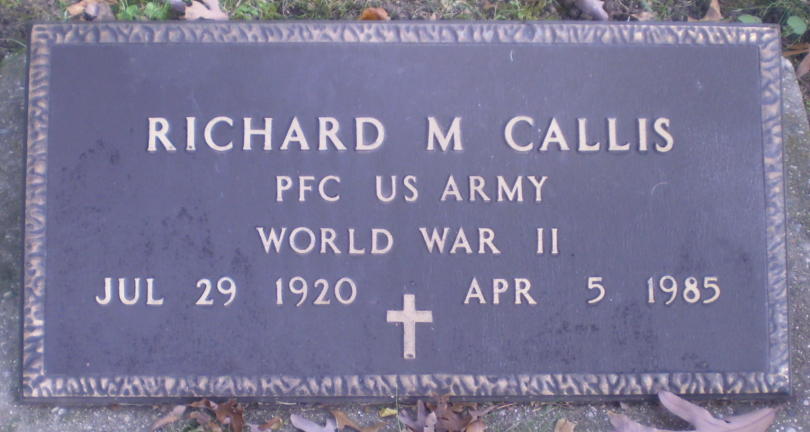 RICHARD M CALLIS
PFC US ARMY
WORLD WAR II
JUL 29 1920 APR 5 1985